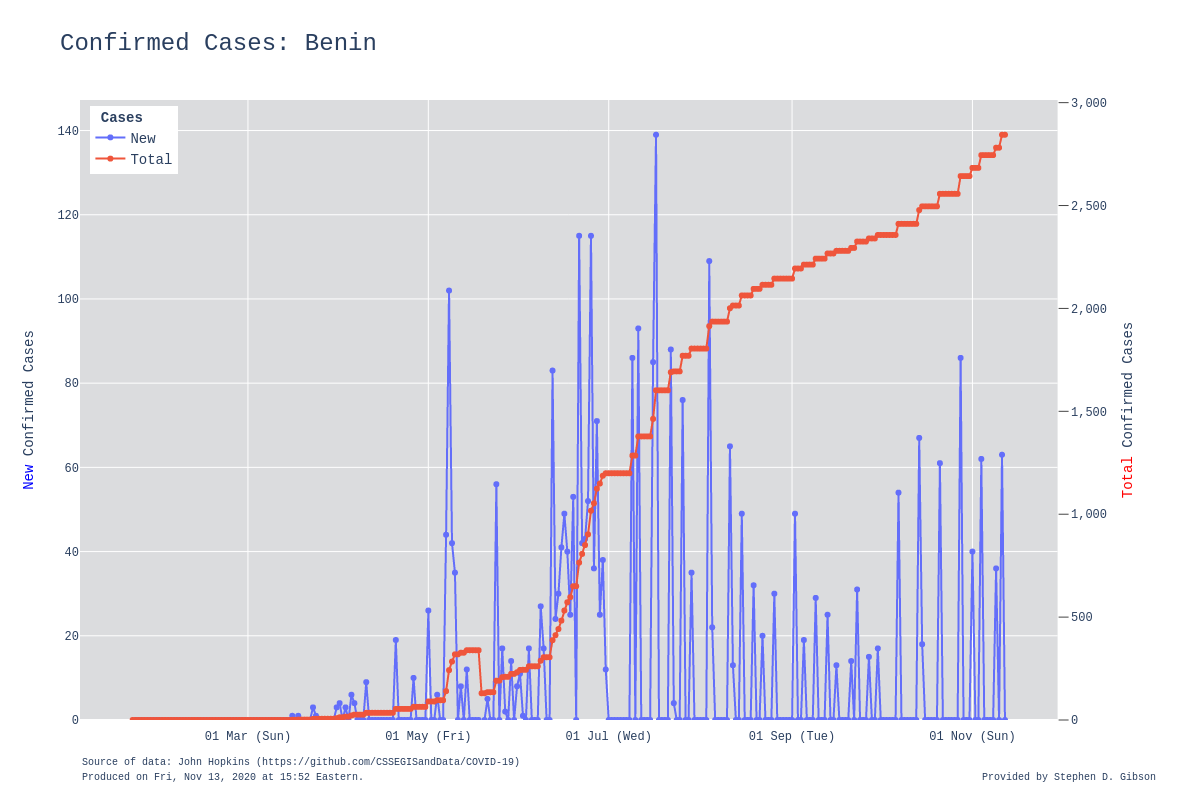 Confirmed Cases: Benin
Cases
New
Total
140
120
100
80
60
40
20
0
3,000
2,500
2,000
1,500
1,000
500
0
New Confirmed Cases
Total Confirmed Cases
01 Mar (Sun)
01 May (Fri)
01 Jul (Wed)
01 Sep (Tue)
01 Nov (Sun)
Source of data: John Hopkins (https://github.com/CSSEGISandData/COVID-19)
Produced on Fri, Nov 13, 2020 at 15:52 Eastern.
Provided by Stephen D. Gibson